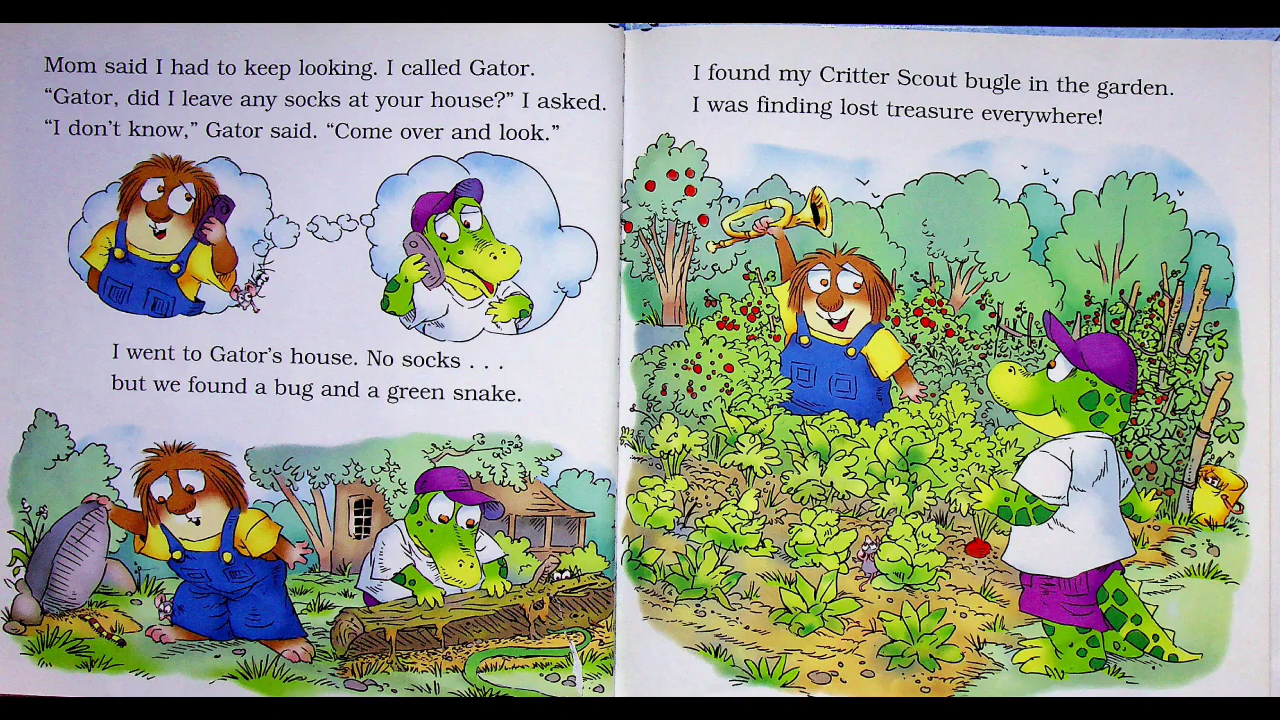 Mom said I had to keep looking. I called Gator.
“Gator, did I leave any socks at your house?” I asked.
“I don’t know,” Gator said. “Come over and look.”
I went to Gator’s house. No socks . . .
but we found a bug and a green snake.
I found my Critter Scout bugle in the garden.
I was finding lost treasure everywhere!